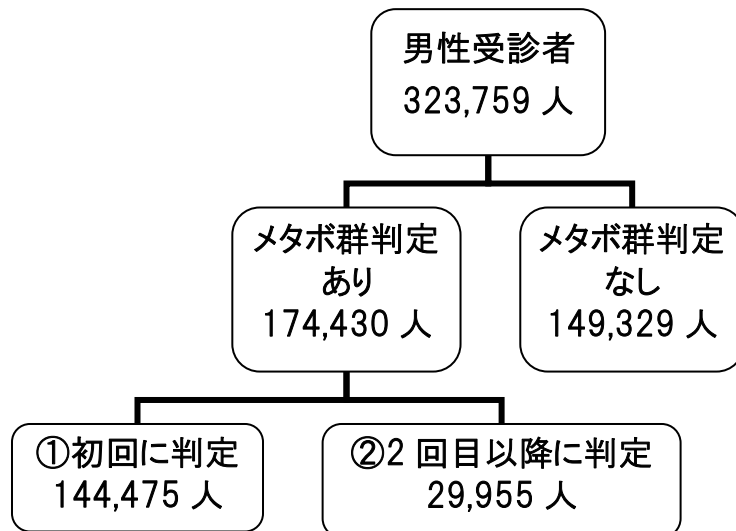 男性受診者
323,759 人
メタボ群判定
あり
174,430 人
メタボ群判定
なし
149,329 人
①初回に判定
144,475 人
②2 回目以降に判定
29,955 人